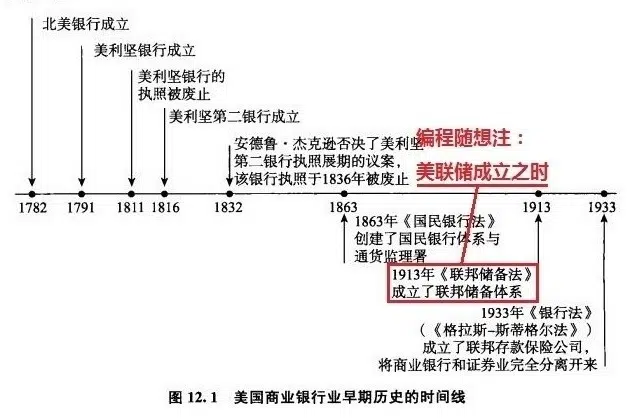 北美银行成立
美利坚银行成立
美利坚银行的
执照被废止
美利坚第二银行成立
安德鲁·杰克逊否决了美利坚
第二银行执照展期的议案，
该银行执照于1836年被废止
编程随想注：
美联储成立之时
1782 1791 1811 1816 1832 1863 1913 1933
1863年《国民银行法》
创建了国民银行体系与
通货监理署
1913年《联邦储备法》
成立了联邦储备体系
1933年《银行法》
（《格拉斯-斯蒂格尔法》）
成立了联邦存款保险公司，
将商业银行和证券业完全分离开来
图 12.1 美国商业银行业早期历史的时间线